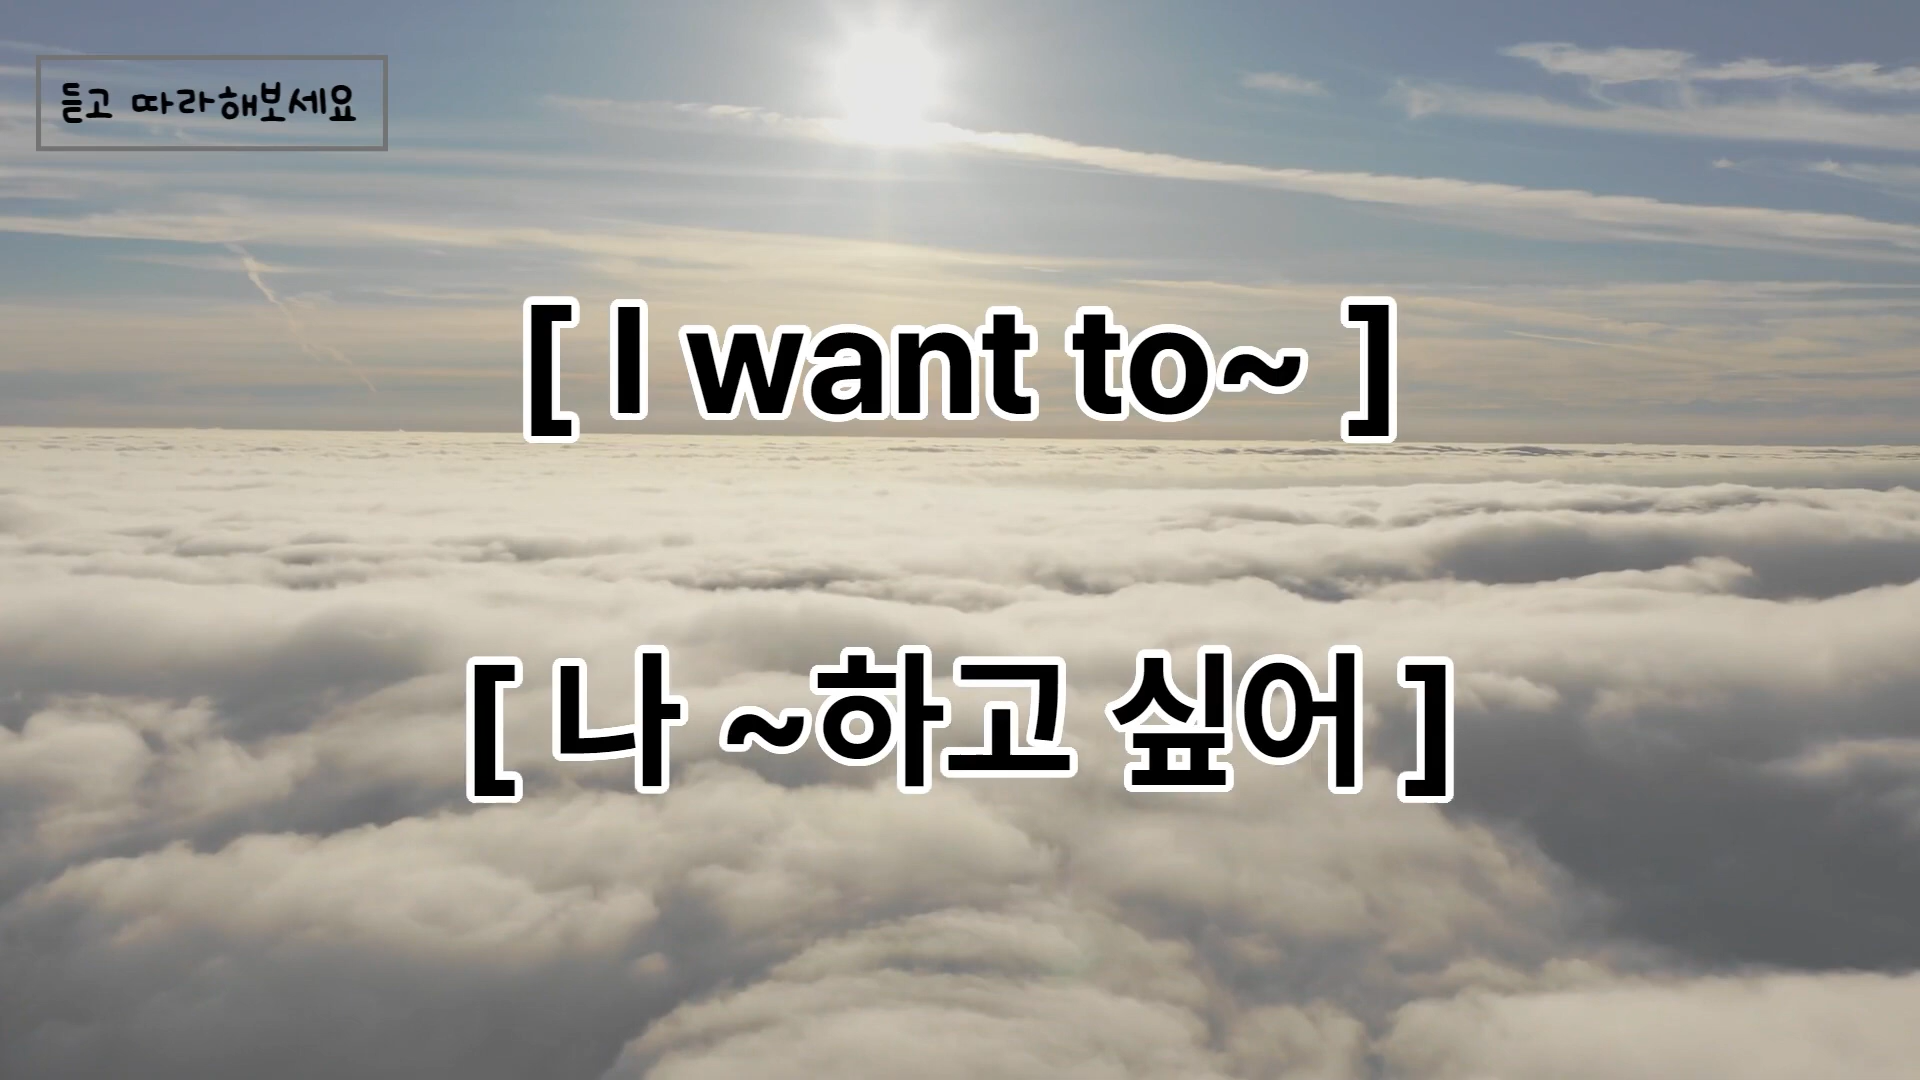 듣고 따라해보세요
[ I want to~ ]
[ 나 ~하고 싶어 ]